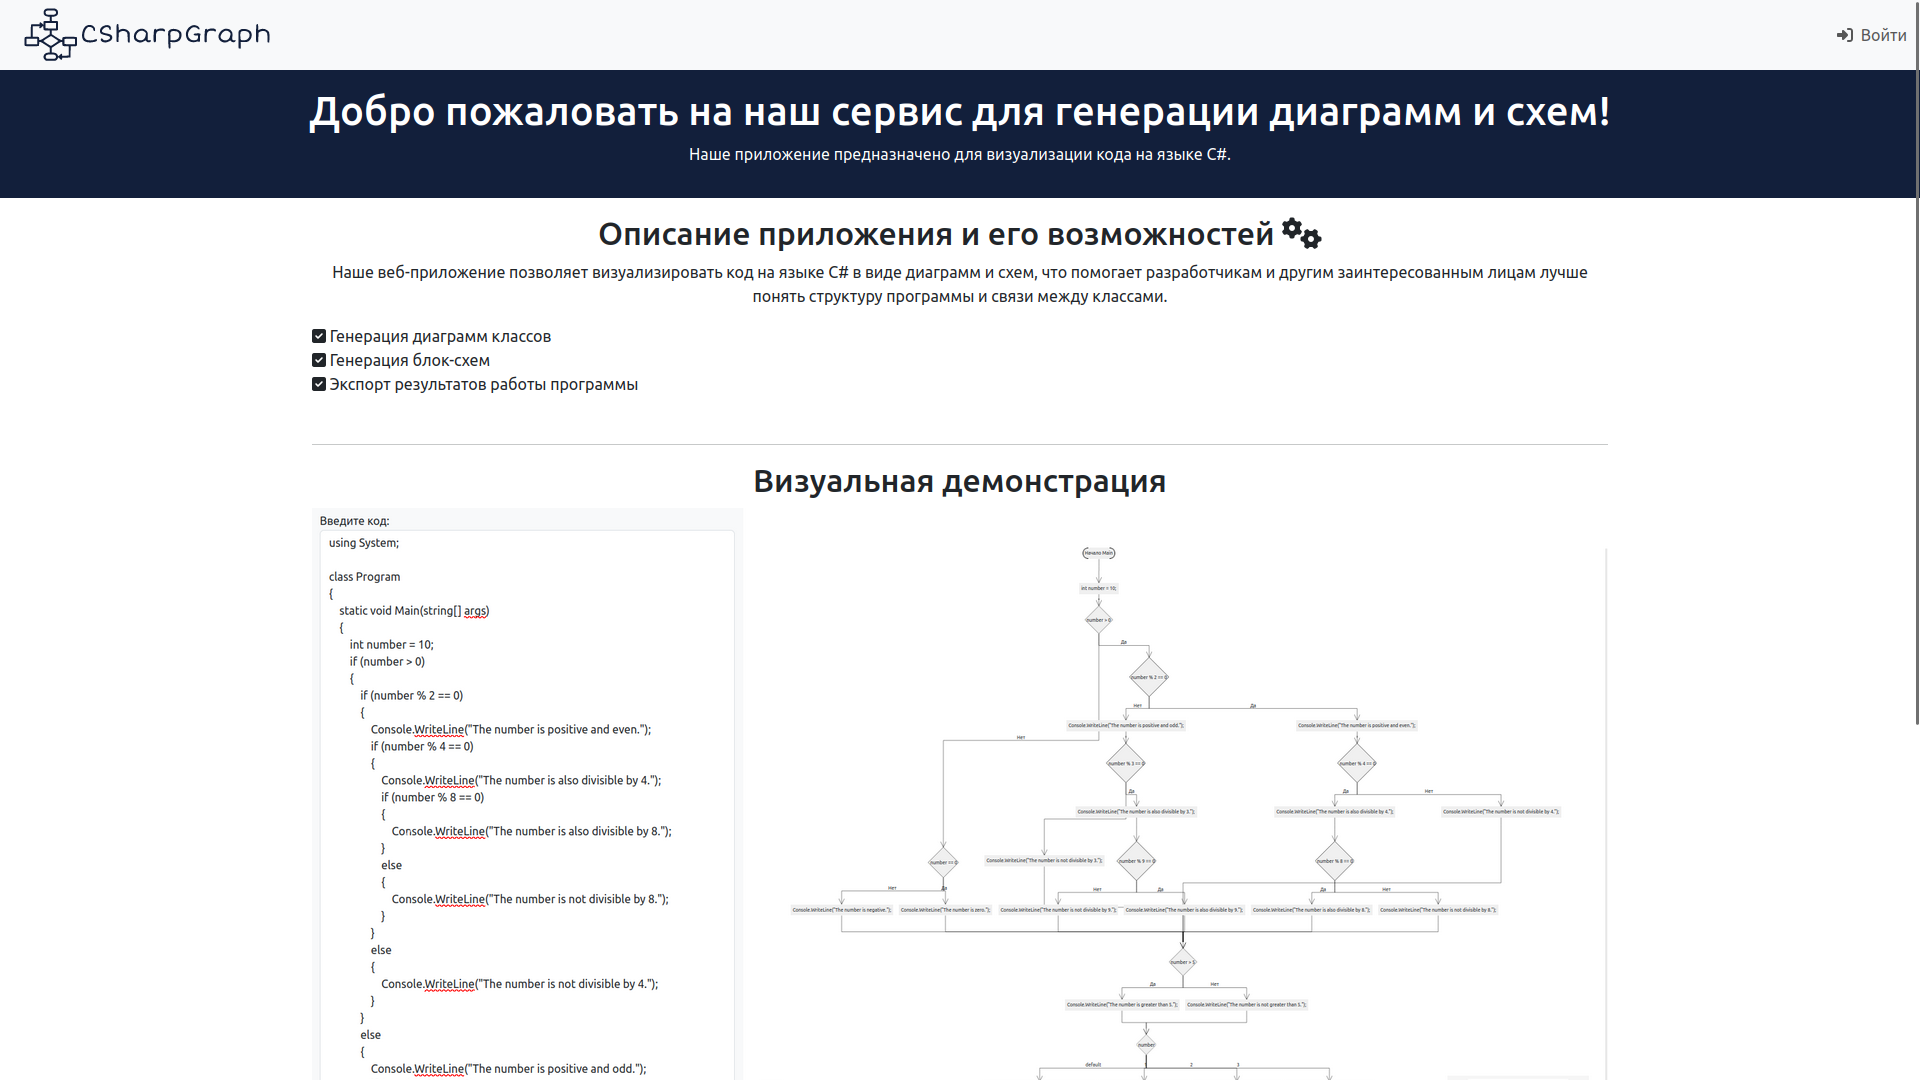 CSharpGraph
Войти
Добро пожаловать на наш сервис для генерации диаграмм и схем!
Наше приложение предназначено для визуализации кода на языке C#.
Описание приложения и его возможностей
Наше веб-приложение позволяет визуализировать код на языке C# в виде диаграмм и схем, что помогает разработчикам и другим заинтересованным лицам лучше
понять структуру программы и связи между классами.
Генерация диаграмм классов
Генерация блок-схем
Экспорт результатов работы программы
Визуальная демонстрация
Введите код:
using System;
class Program
{
static void Main(string[] args)
{
int number = 10;
if (number > 0)
{
if (number % 2 == 0)
{
Console.WriteLine("The number is positive and even.");
if (number % 4 == 0)
{
Console.WriteLine("The number is also divisible by 4.");
if (number % 8 == 0)
{
Console.WriteLine("The number is also divisible by 8.");
}
else
{
Console.WriteLine("The number is not divisible by 8.");
}
}
else
{
Console.WriteLine("The number is not divisible by 4.");
}
}
else
{
Console.WriteLine("The number is positive and odd.");
Начало Main
int number = 10;
number > 0
Да
number % 2 == 0
Нет
Да
Console.WriteLine("The number is positive and odd.");
Console.WriteLine("The number is positive and even.");
Нет
number % 3 == 0
number % 4 == 0
Да
Да
Нет
Console.WriteLine("The number is also divisible by 3.");
Console.WriteLine("The number is also divisible by 4.");
Console.WriteLine("The number is not divisible by 4.");
number == 0
Console.WriteLine("The number is not divisible by 3.");
number % 9 == 0
number % 8 == 0
Нет
Да
Нет
Да
Да
Нет
Console.WriteLine("The number is negative.");
Console.WriteLine("The number is zero.");
Console.WriteLine("The number is not divisible by 9.");
Console.WriteLine("The number is also divisible by 9.");
Console.WriteLine("The number is also divisible by 8.");
Console.WriteLine("The number is not divisible by 8.");
number > 5
Да
Нет
Console.WriteLine("The number is greater than 5.");
Console.WriteLine("The number is not greater than 5.");
number
default
2
3